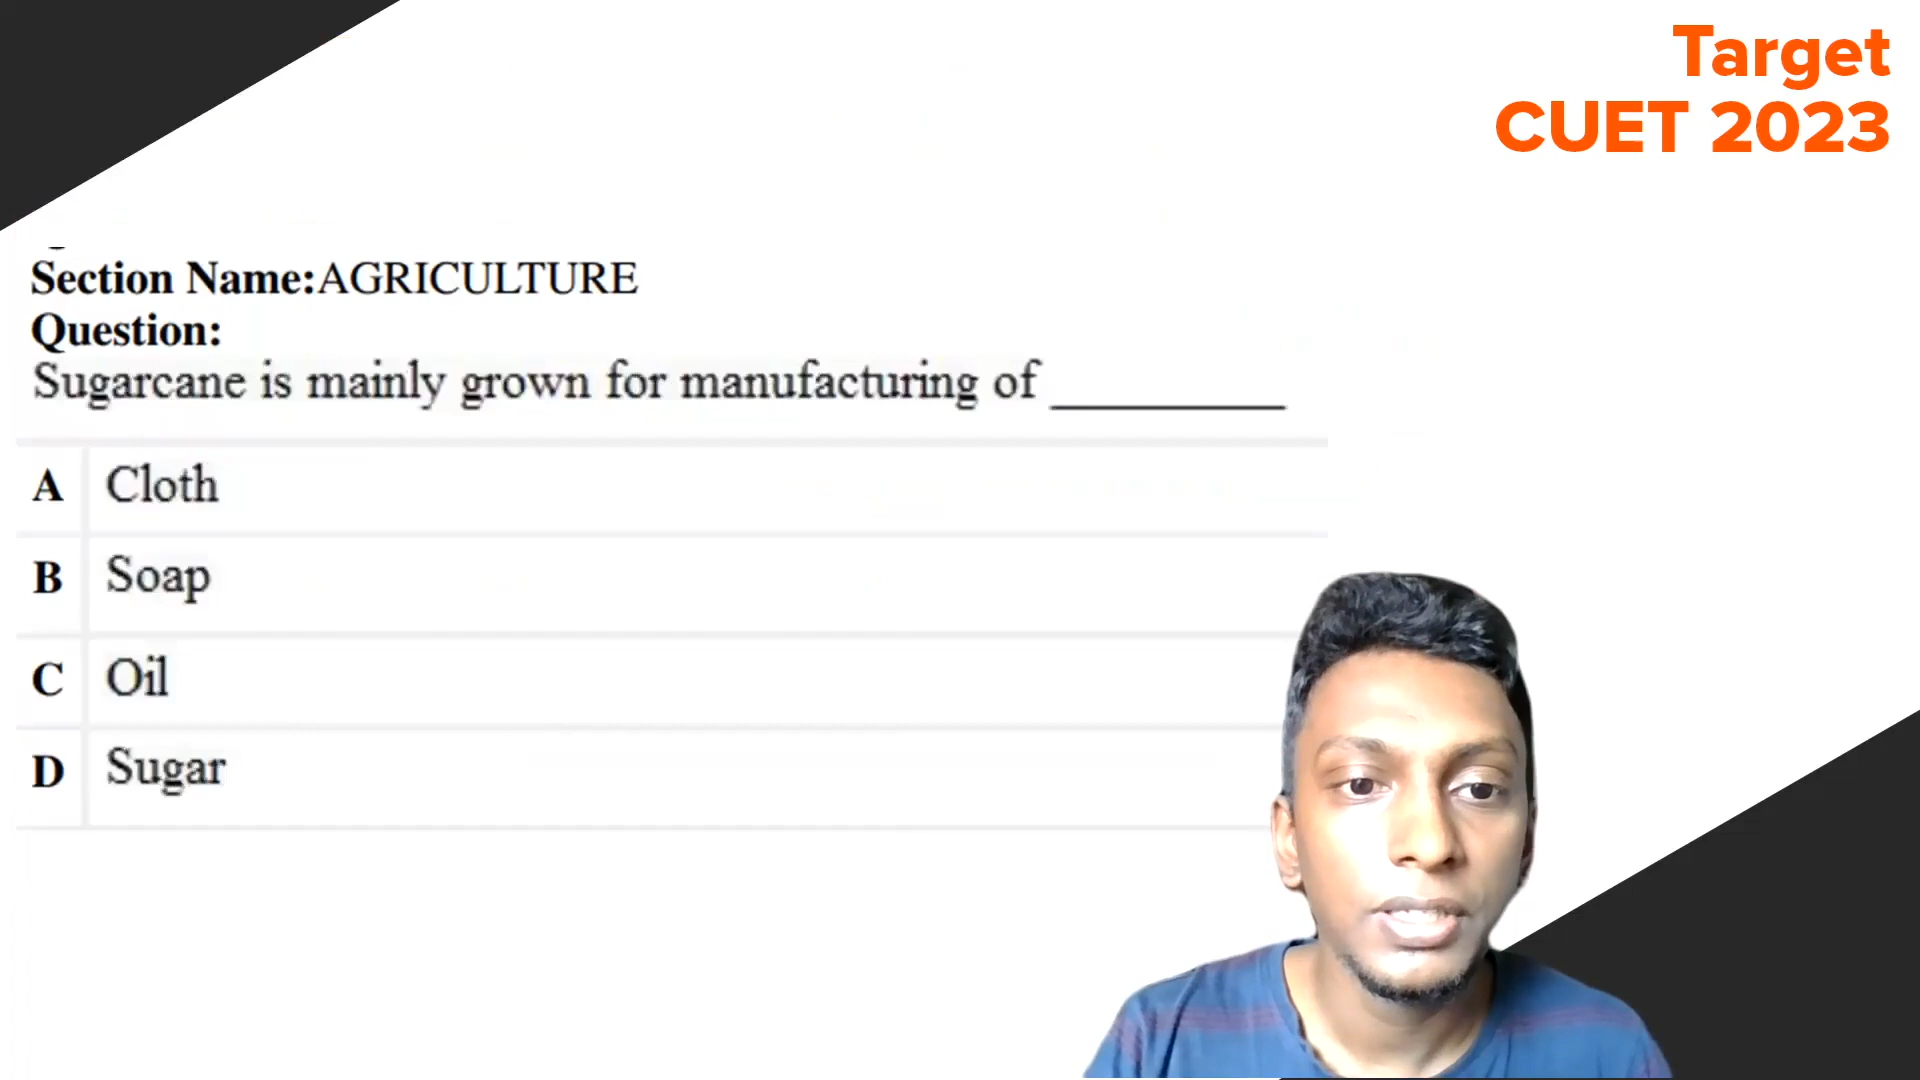 Target
CUET 2023
Section Name:AGRICULTURE
Question:
Sugarcane is mainly grown for manufacturing of __________
A Cloth
B Soap
C Oil
D Sugar